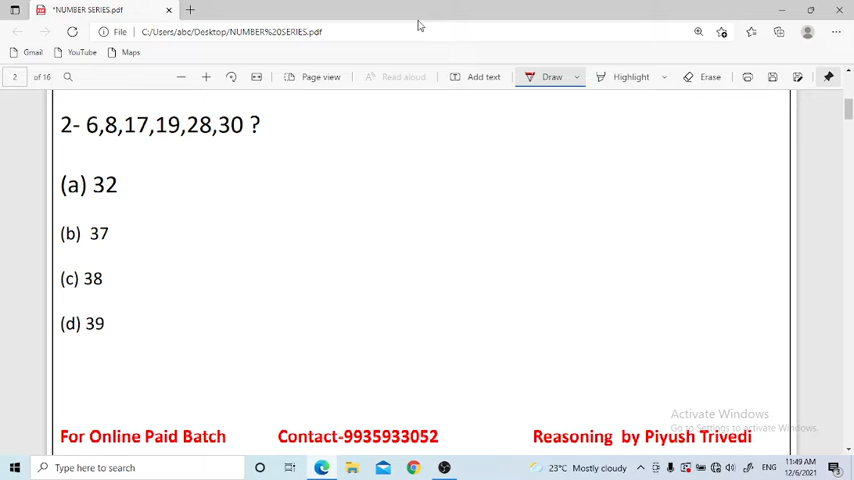 *NUMBER SERIES.pdf
File
C:/Users/abc/Desktop/NUMBER%20SERIES.pdf
Gmail
YouTube
Maps
2 of 16
Page view
Read aloud
Add text
Draw
Highlight
Erase
2- 6,8,17,19,28,30 ?
(a) 32
(b) 37
(c) 38
(d) 39
Activate Windows
Go to Settings to activate Windows.
For Online Paid Batch Contact-9935933052 Reasoning by Piyush Trivedi
Type here to search
23°C Mostly cloudy
ENG
11:49 AM
12/6/2021
3